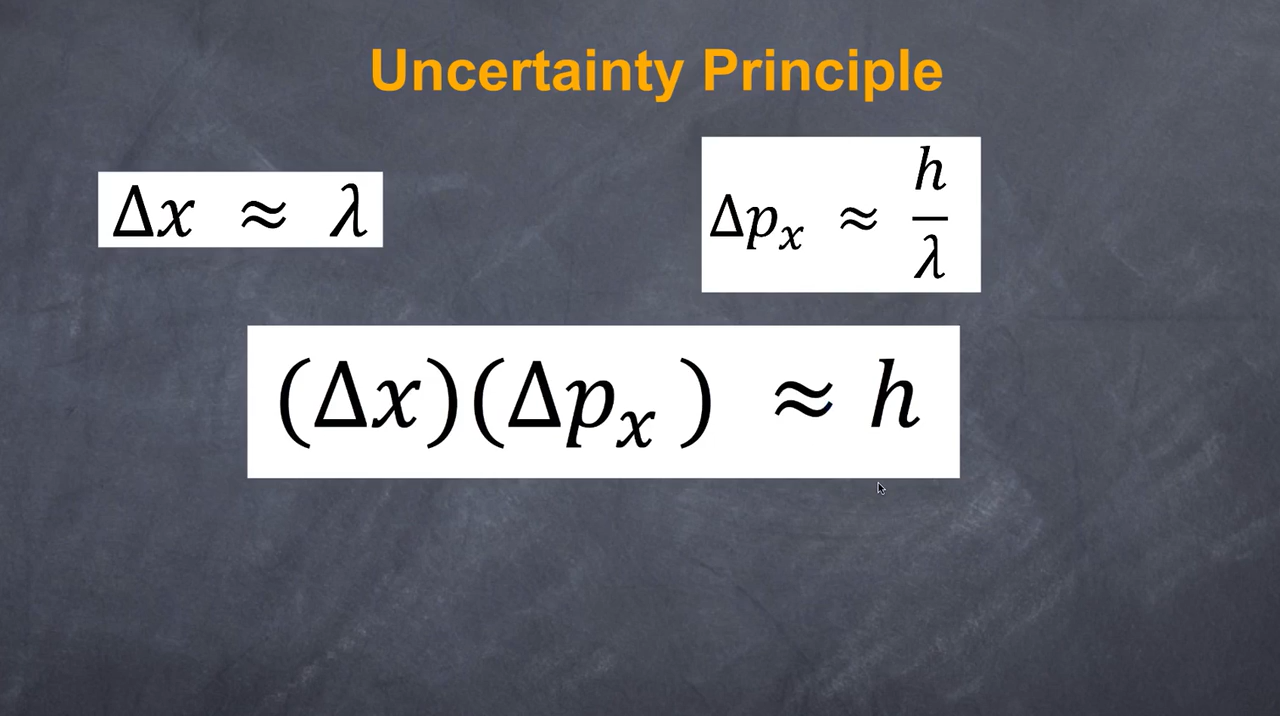 Uncertainty Principle
Δx ≈ λ
Δpₓ ≈ h/λ
(Δx)(Δpₓ) ≈ h